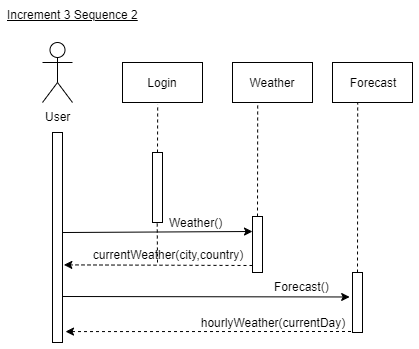 Increment 3 Sequence 2
Login
Weather
Forecast
User
Weather()
currentWeather(city,country)
Forecast()
hourlyWeather(currentDay)